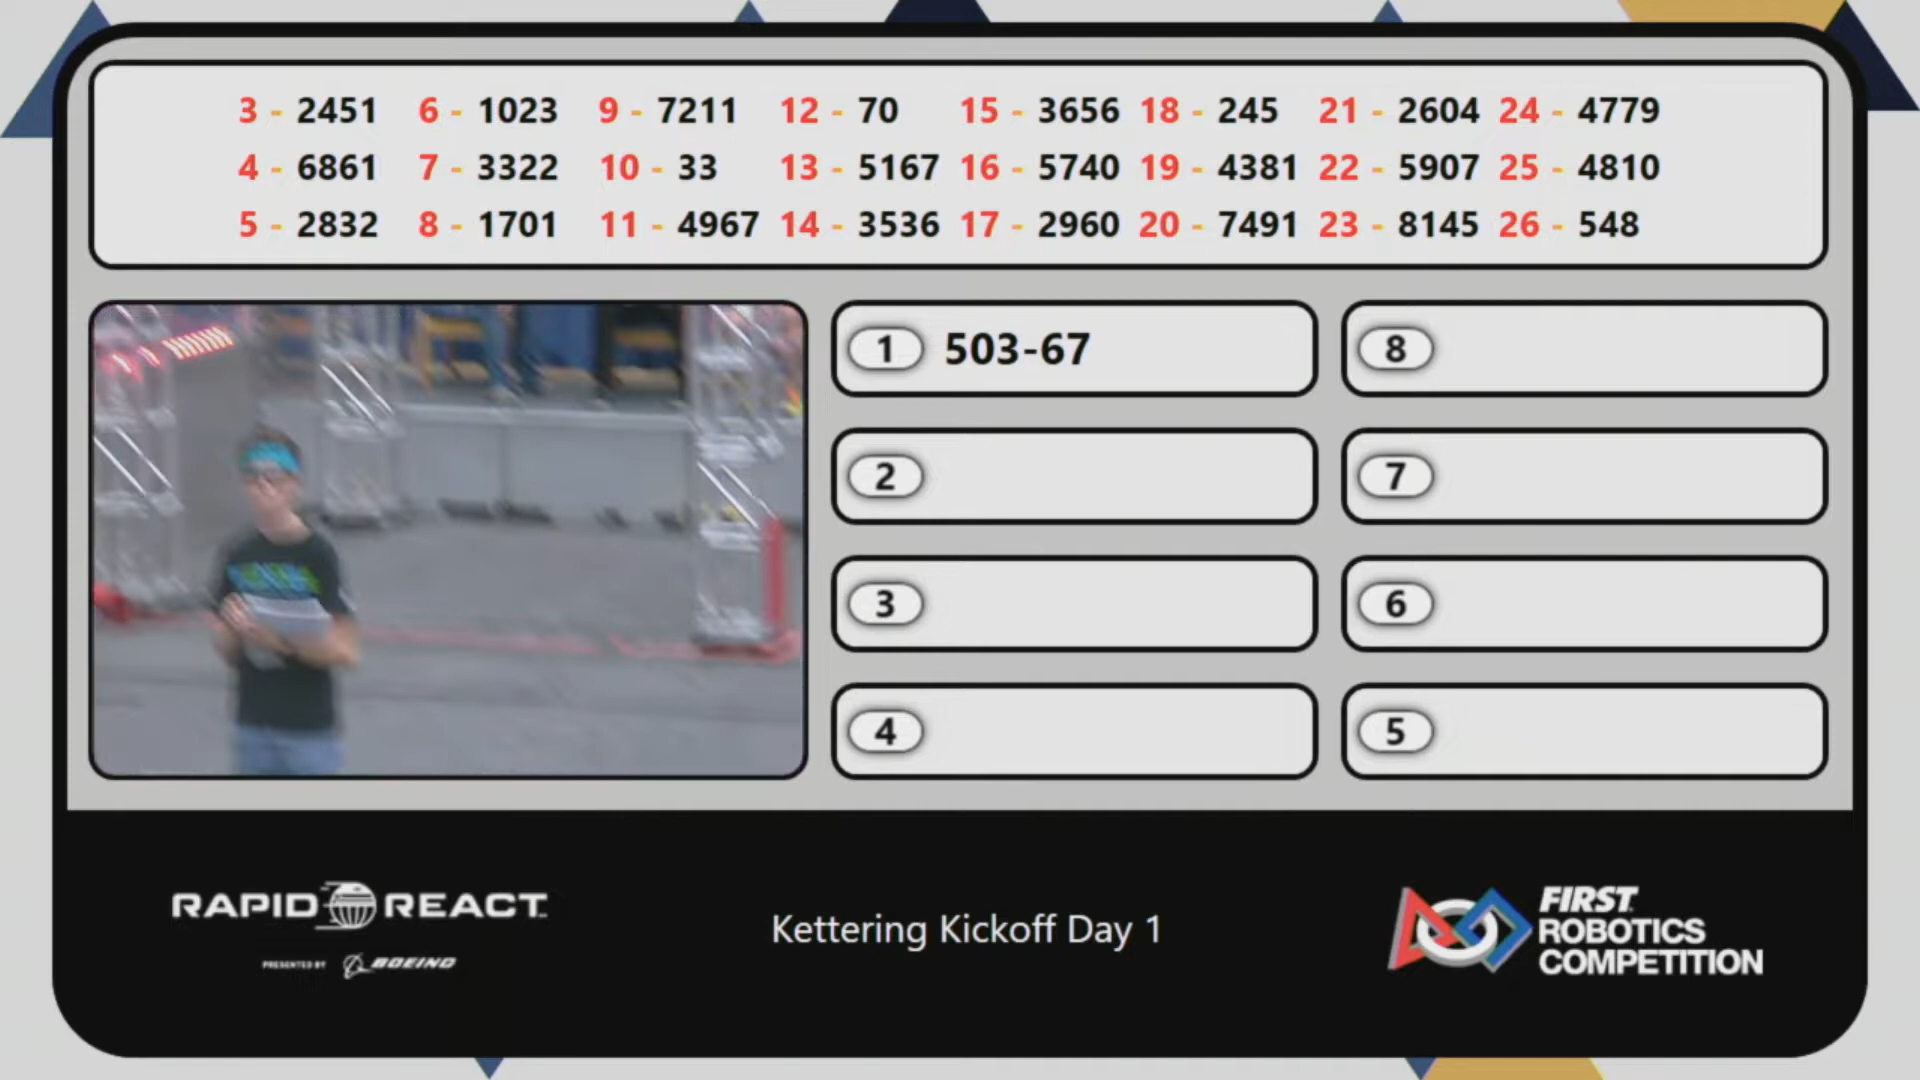 3 - 2451 6 - 1023 9 - 7211 12 - 70 15 - 3656 18 - 245 21 - 2604 24 - 4779
4 - 6861 7 - 3322 10 - 33 13 - 5167 16 - 5740 19 - 4381 22 - 5907 25 - 4810
5 - 2832 8 - 1701 11 - 4967 14 - 3536 17 - 2960 20 - 7491 23 - 8145 26 - 548
1 503-67
8
2
7
3
6
4
5
RAPID REACT
PRESENTED BY BOEING
Kettering Kickoff Day 1
FIRST
ROBOTICS
COMPETITION